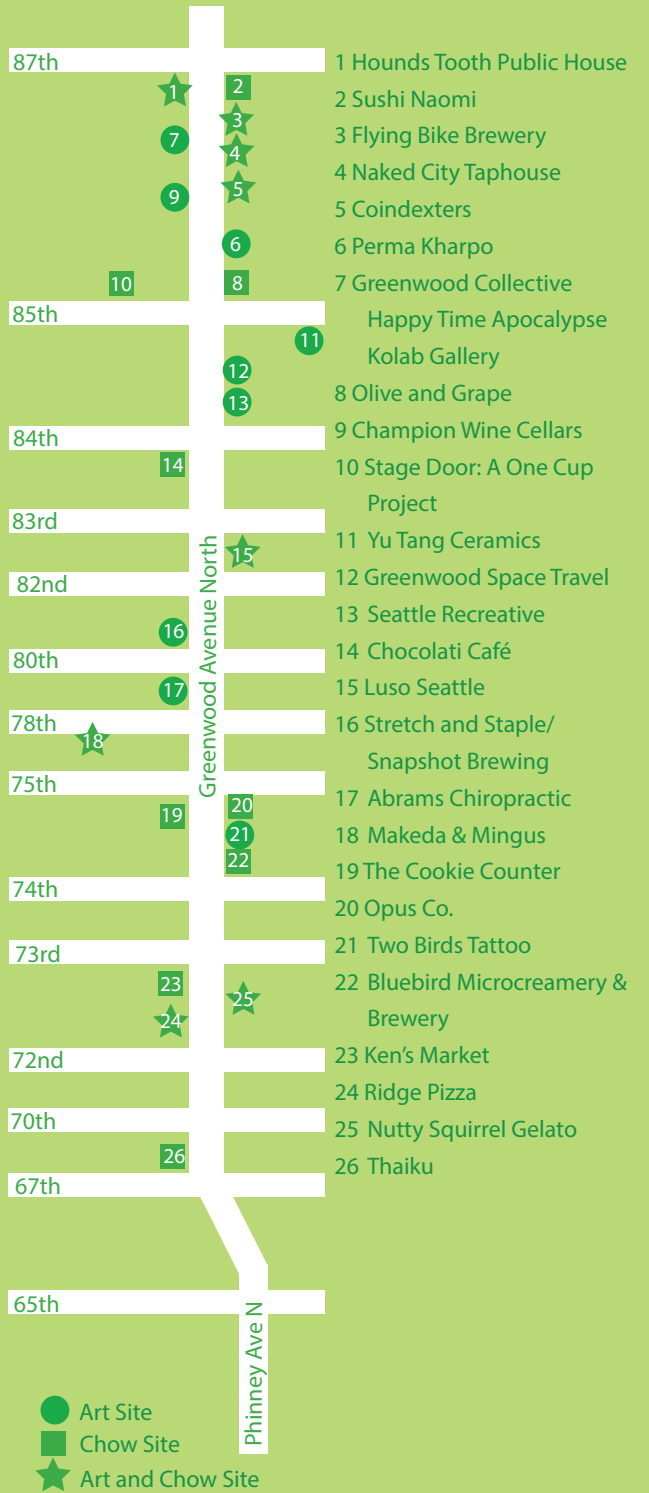 87th
1
2
3
7
4
5
9
6
10
8
85th
11
12
13
84th
14
83rd
15
82nd
16
80th
17
78th
18
75th
20
19
21
22
74th
73rd
23
25
24
72nd
70th
26
67th
65th
Greenwood Avenue North
Phinney Ave N
1 Hounds Tooth Public House
2 Sushi Naomi
3 Flying Bike Brewery
4 Naked City Taphouse
5 Coindexters
6 Perma Kharpo
7 Greenwood Collective
Happy Time Apocalypse
Kolab Gallery
8 Olive and Grape
9 Champion Wine Cellars
10 Stage Door: A One Cup
Project
11 Yu Tang Ceramics
12 Greenwood Space Travel
13 Seattle Recreative
14 Chocolati Café
15 Luso Seattle
16 Stretch and Staple/
Snapshot Brewing
17 Abrams Chiropractic
18 Makeda & Mingus
19 The Cookie Counter
20 Opus Co.
21 Two Birds Tattoo
22 Bluebird Microcreamery &
Brewery
23 Ken's Market
24 Ridge Pizza
25 Nutty Squirrel Gelato
26 Thaiku
Art Site
Chow Site
Art and Chow Site